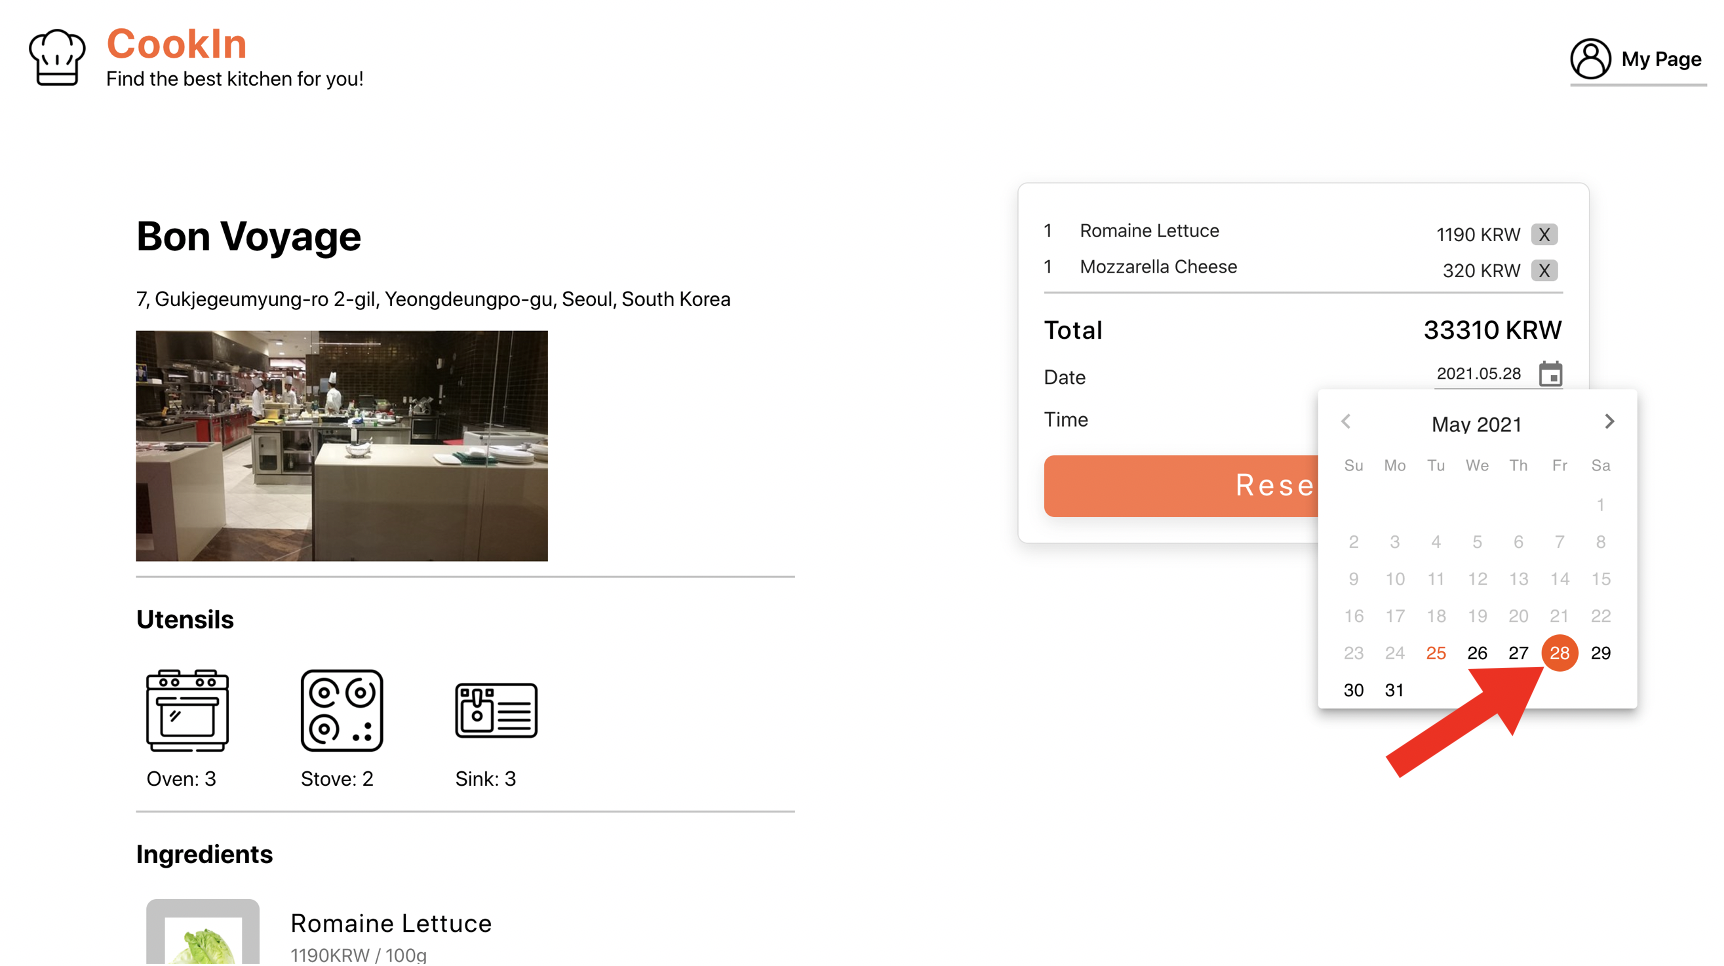 CookIn
Find the best kitchen for you!
My Page
Bon Voyage
7, Gukjegeumyung-ro 2-gil, Yeongdeungpo-gu, Seoul, South Korea
Utensils
Oven: 3 Stove: 2 Sink: 3
Ingredients
Romaine Lettuce
1190KRW / 100g
1 Romaine Lettuce 1190 KRW X
1 Mozzarella Cheese 320 KRW X
Total 33310 KRW
Date 2021.05.28
Time
Rese
May 2021
Su Mo Tu We Th Fr Sa
1
2 3 4 5 6 7 8
9 10 11 12 13 14 15
16 17 18 19 20 21 22
23 24 25 26 27 28 29
30 31